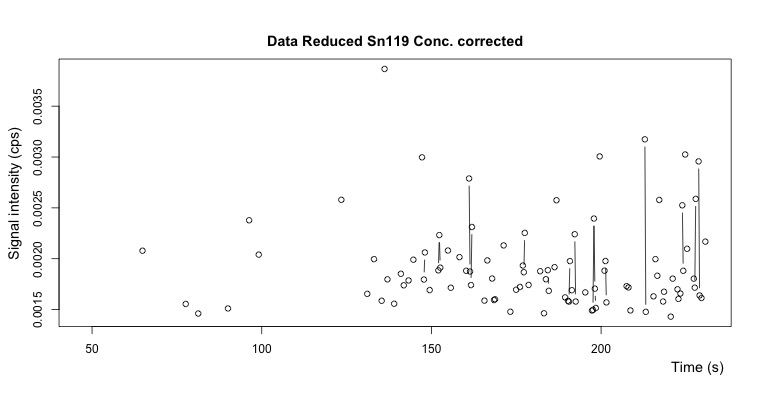 Data Reduced Sn119 Conc. corrected
Signal intensity (cps)
0.0035
0.0030
0.0025
0.0020
0.0015
50 100 150 200
Time (s)